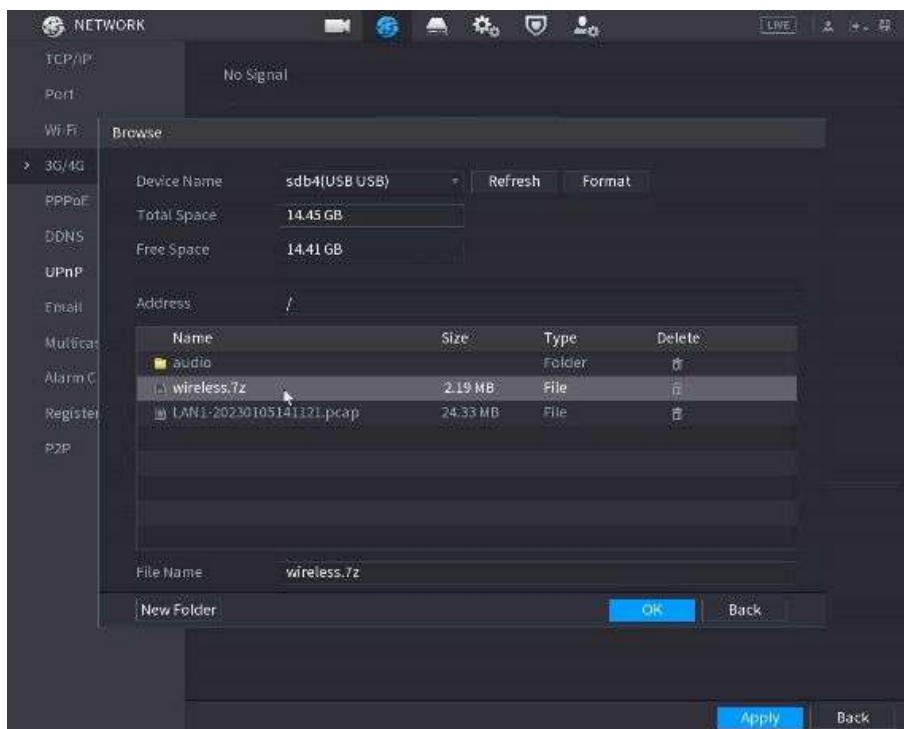 NETWORK
LIVE
TCP/IP
No Signal
Port
Wi-Fi
Browse
3G/4G
Device Name sdb4(USB USB) Refresh Format
PPPoE
Total Space 14.45 GB
DDNS
Free Space 14.41 GB
UPnP
Email
Address /
Multicas
Name Size Type Delete
audio Folder
Alarm C
wireless.7z 2.19 MB File
Register
LAN1-20230105141121.pcap 24.33 MB File
P2P
File Name wireless.7z
New Folder OK Back
Apply Back